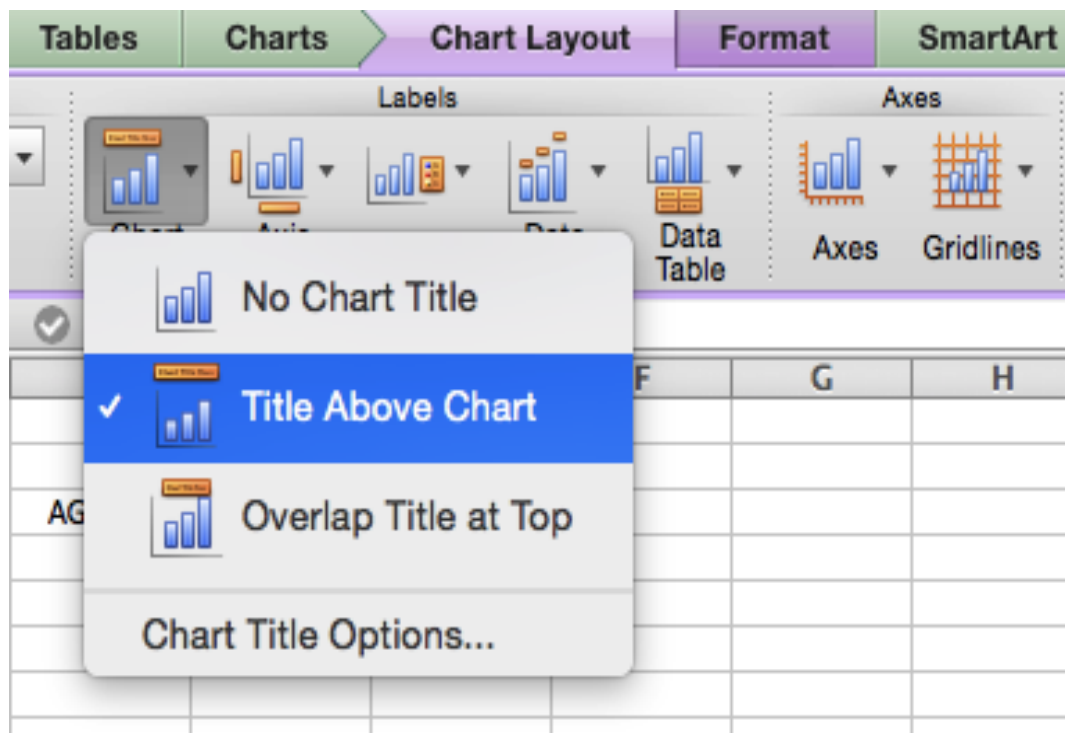 Tables Charts Chart Layout Format SmartArt
Labels Axes
Data
Table
Axes Gridlines
No Chart Title
Title Above Chart
Overlap Title at Top
Chart Title Options...
F G H
AG